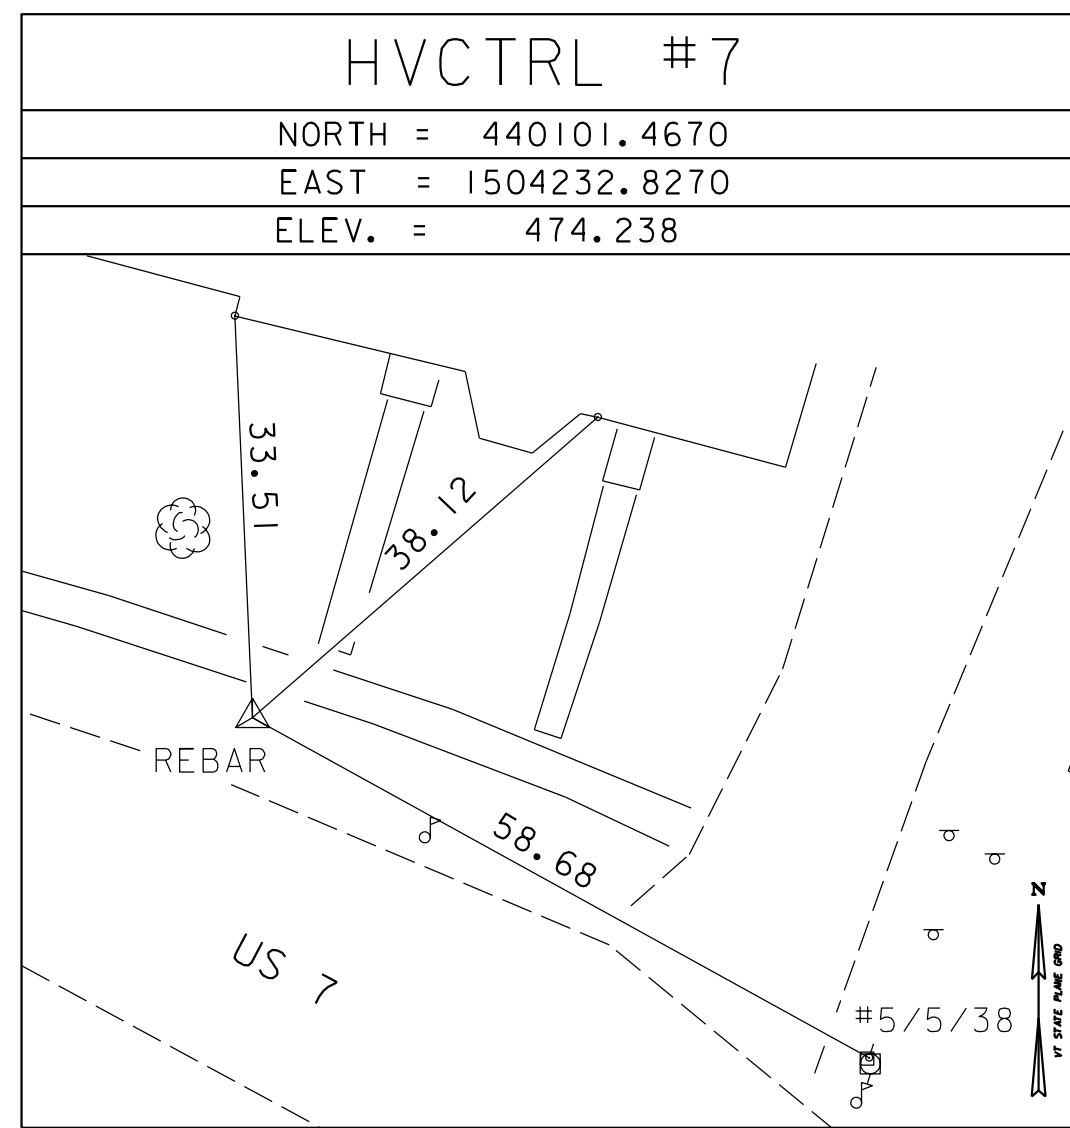 HVCTRL #7
NORTH = 440101.4670
EAST = 1504232.8270
ELEV. = 474.238
33.51
38.12
REBAR
58.68
US 7
N
VT STATE PLANE GRID
#5/5/38